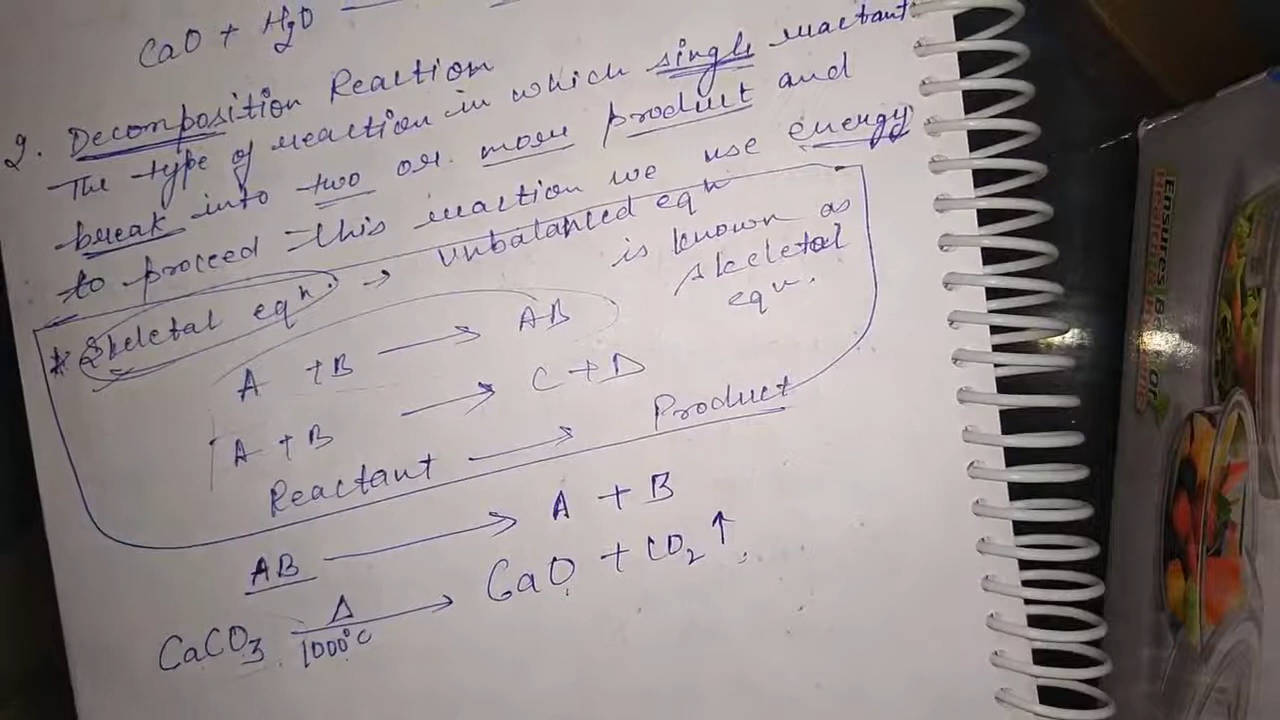 CaO + H₂O
2. Decomposition Reaction
The type of reaction in which single reactant
break into two or more product and
to proceed this reaction we use energy
* Skeletal eqⁿ. → unbalanced eqⁿ
is known as
skeletal
eqⁿ.
A + B → AB
A + B → C + D
Reactant → Product
AB → A + B
CaCO₃ Δ 1000°C → CaO + CO₂ ↑
Ensures